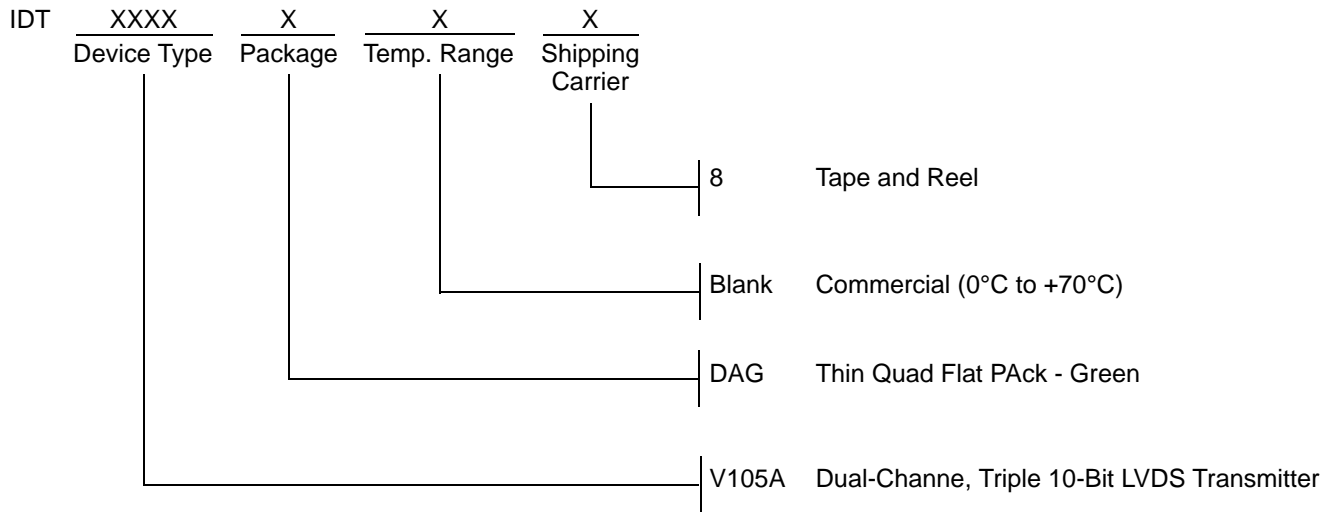 IDT XXXX X X X
Device Type Package Temp. Range Shipping
Carrier
8 Tape and Reel
Blank Commercial (0°C to +70°C)
DAG Thin Quad Flat PAck - Green
V105A Dual-Channe, Triple 10-Bit LVDS Transmitter